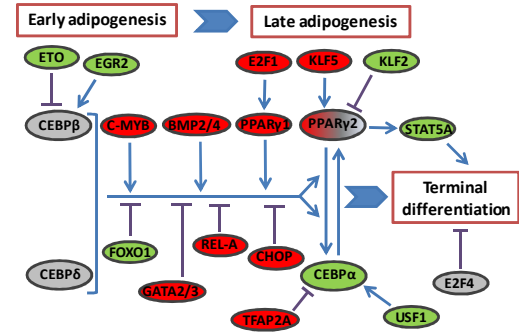 Early adipogenesis
Late adipogenesis
ETO
EGR2
E2F1
KLF5
KLF2
CEBPβ
C-MYB
BMP2/4
PPARγ1
PPARγ2
STAT5A
Terminal
differentiation
FOXO1
REL-A
CHOP
CEBPδ
GATA2/3
CEBPα
E2F4
TFAP2A
USF1